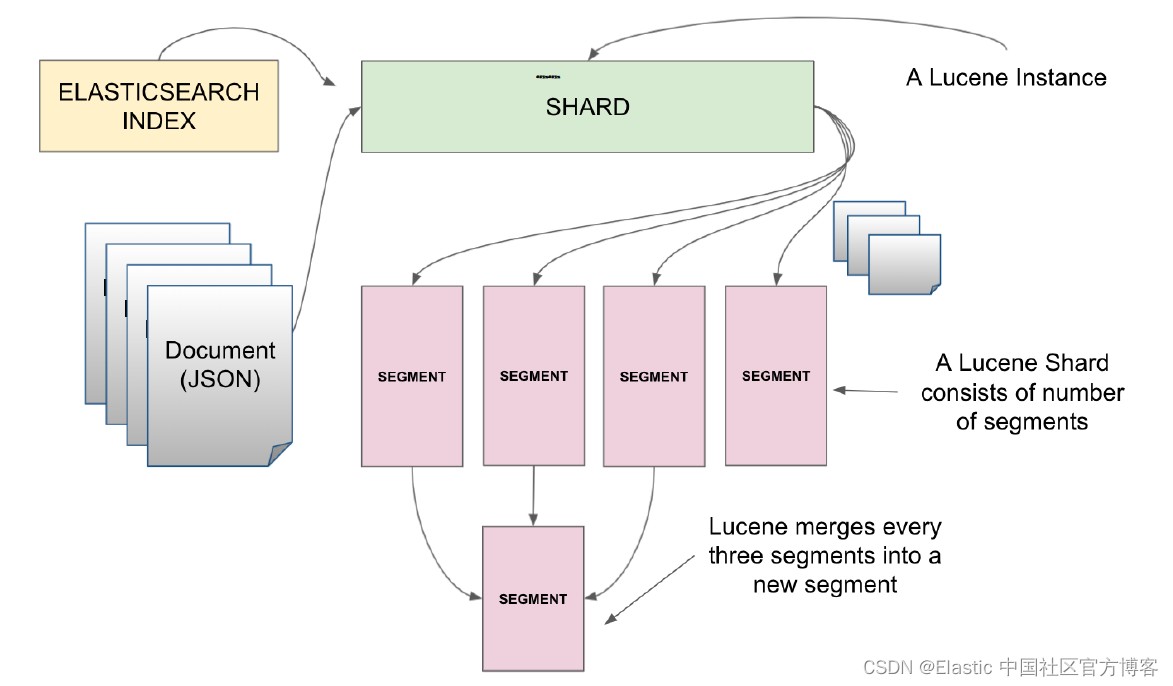 ELASTICSEARCH
INDEX
SHARD
A Lucene Instance
Document
(JSON)
SEGMENT
SEGMENT
SEGMENT
SEGMENT
A Lucene Shard
consists of number
of segments
Lucene merges every
three segments into a
new segment
SEGMENT
CSDN @Elastic 中国社区官方博客